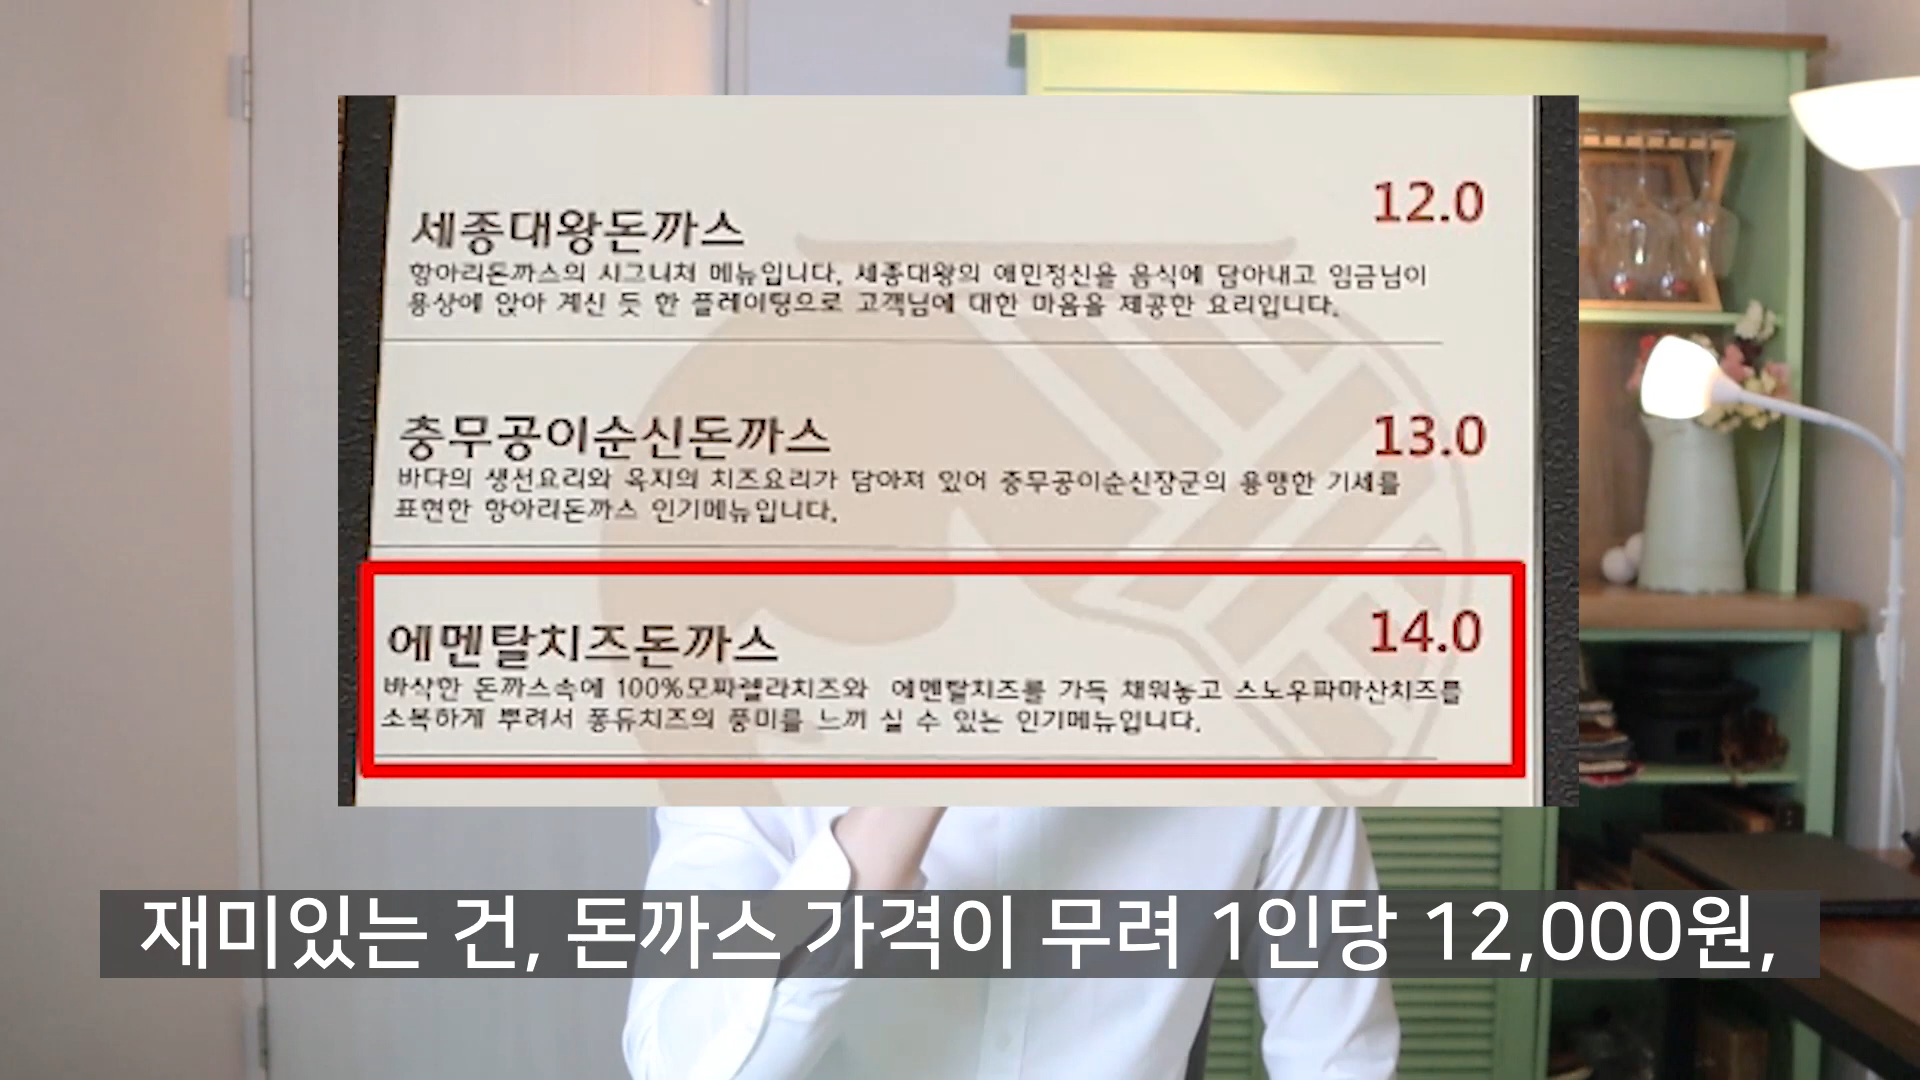 세종대왕돈까스
12.0
항아리돈까스의 시그니처 메뉴입니다. 세종대왕의 애민정신을 음식에 담아내고 임금님이
용상에 앉아 계신 듯 한 플레이팅으로 고객님에 대한 마음을 제공한 요리입니다.
충무공이순신돈까스
13.0
바다의 생선요리와 육지의 치즈요리가 담아져 있어 충무공이순신장군의 용맹한 기세를
표현한 항아리돈까스 인기메뉴입니다.
에멘탈치즈돈까스
14.0
바삭한 돈까스속에 100%모짜렐라치즈와 에멘탈치즈를 가득 채워놓고 스노우파마산치즈를
소복하게 뿌려서 퐁듀치즈의 풍미를 느끼 실 수 있는 인기메뉴입니다.
재미있는 건, 돈까스 가격이 무려 1인당 12,000원,